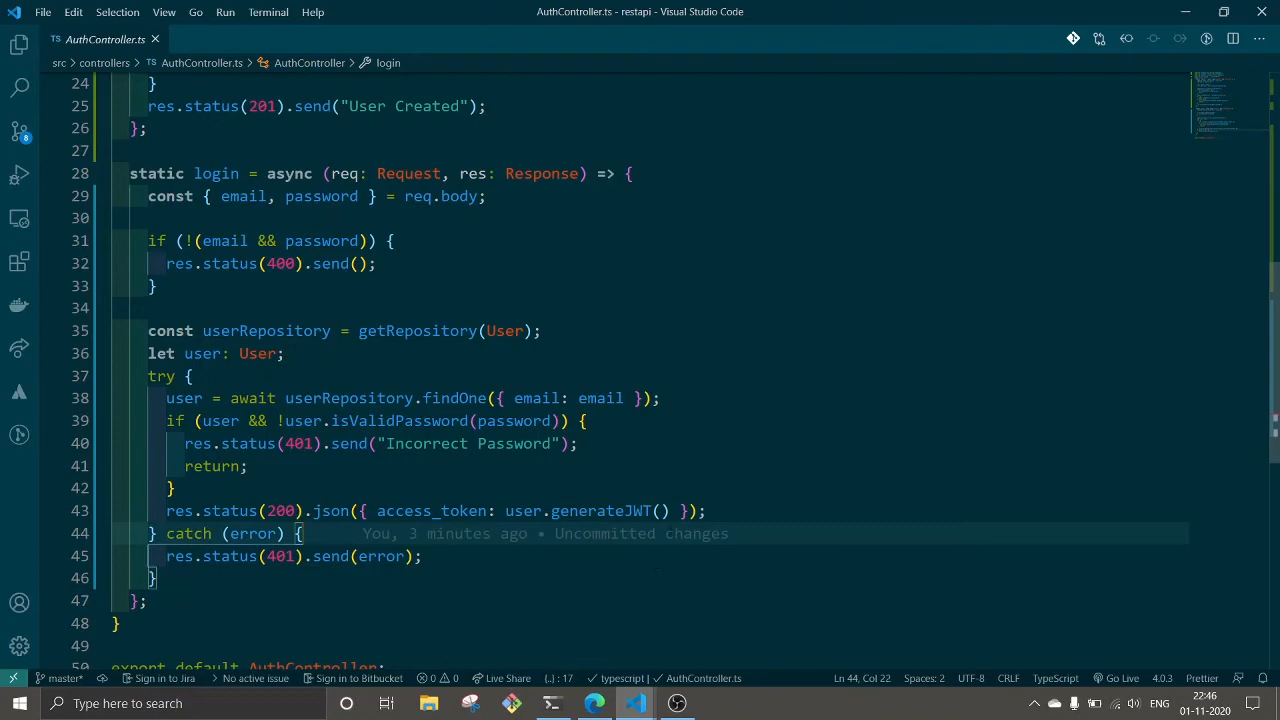 File Edit Selection View Go Run Terminal Help AuthController.ts - restapi - Visual Studio Code
TS AuthController.ts
src > controllers > TS AuthController.ts > AuthController > login
24 }
25 res.status(201).send("User Created");
26 };
27
28 static login = async (req: Request, res: Response) => {
29 const { email, password } = req.body;
30
31 if (!(email && password)) {
32 res.status(400).send();
33 }
34
35 const userRepository = getRepository(User);
36 let user: User;
37 try {
38 user = await userRepository.findOne({ email: email });
39 if (user && !user.isValidPassword(password)) {
40 res.status(401).send("Incorrect Password");
41 return;
42 }
43 res.status(200).json({ access_token: user.generateJWT() });
44 } catch (error) { You, 3 minutes ago • Uncommitted changes
45 res.status(401).send(error);
46 }
47 };
48 }
49
50 export default AuthController;
8
master* Sign in to Jira No active issue Sign in to Bitbucket 0 0 Live Share {..} : 17 typescript | AuthController.ts Ln 44, Col 22 Spaces: 2 UTF-8 CRLF TypeScript Go Live 4.0.3 Prettier
Type here to search ENG 22:46
01-11-2020